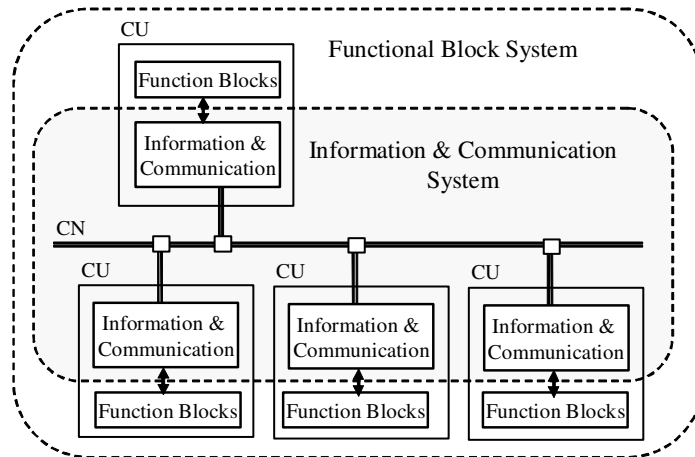 CU
Functional Block System
Function Blocks
Information &
Communication
Information & Communication
System
CN
CU
CU
CU
Information &
Communication
Information &
Communication
Information &
Communication
Function Blocks
Function Blocks
Function Blocks